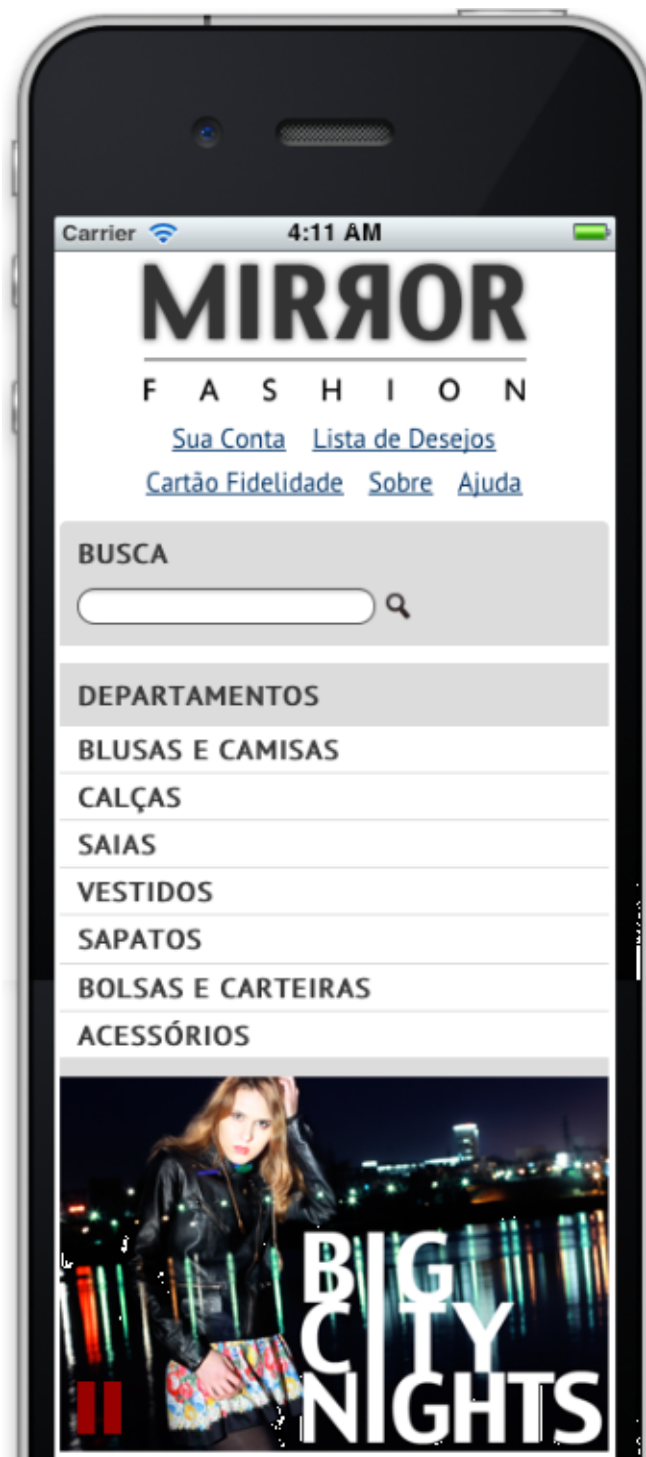 Carrier 4:11 AM
MIRROR
FASHION
Sua Conta Lista de Desejos
Cartão Fidelidade Sobre Ajuda
BUSCA
DEPARTAMENTOS
BLUSAS E CAMISAS
CALÇAS
SAIAS
VESTIDOS
SAPATOS
BOLSAS E CARTEIRAS
ACESSÓRIOS
BIG
CITY
NIGHTS